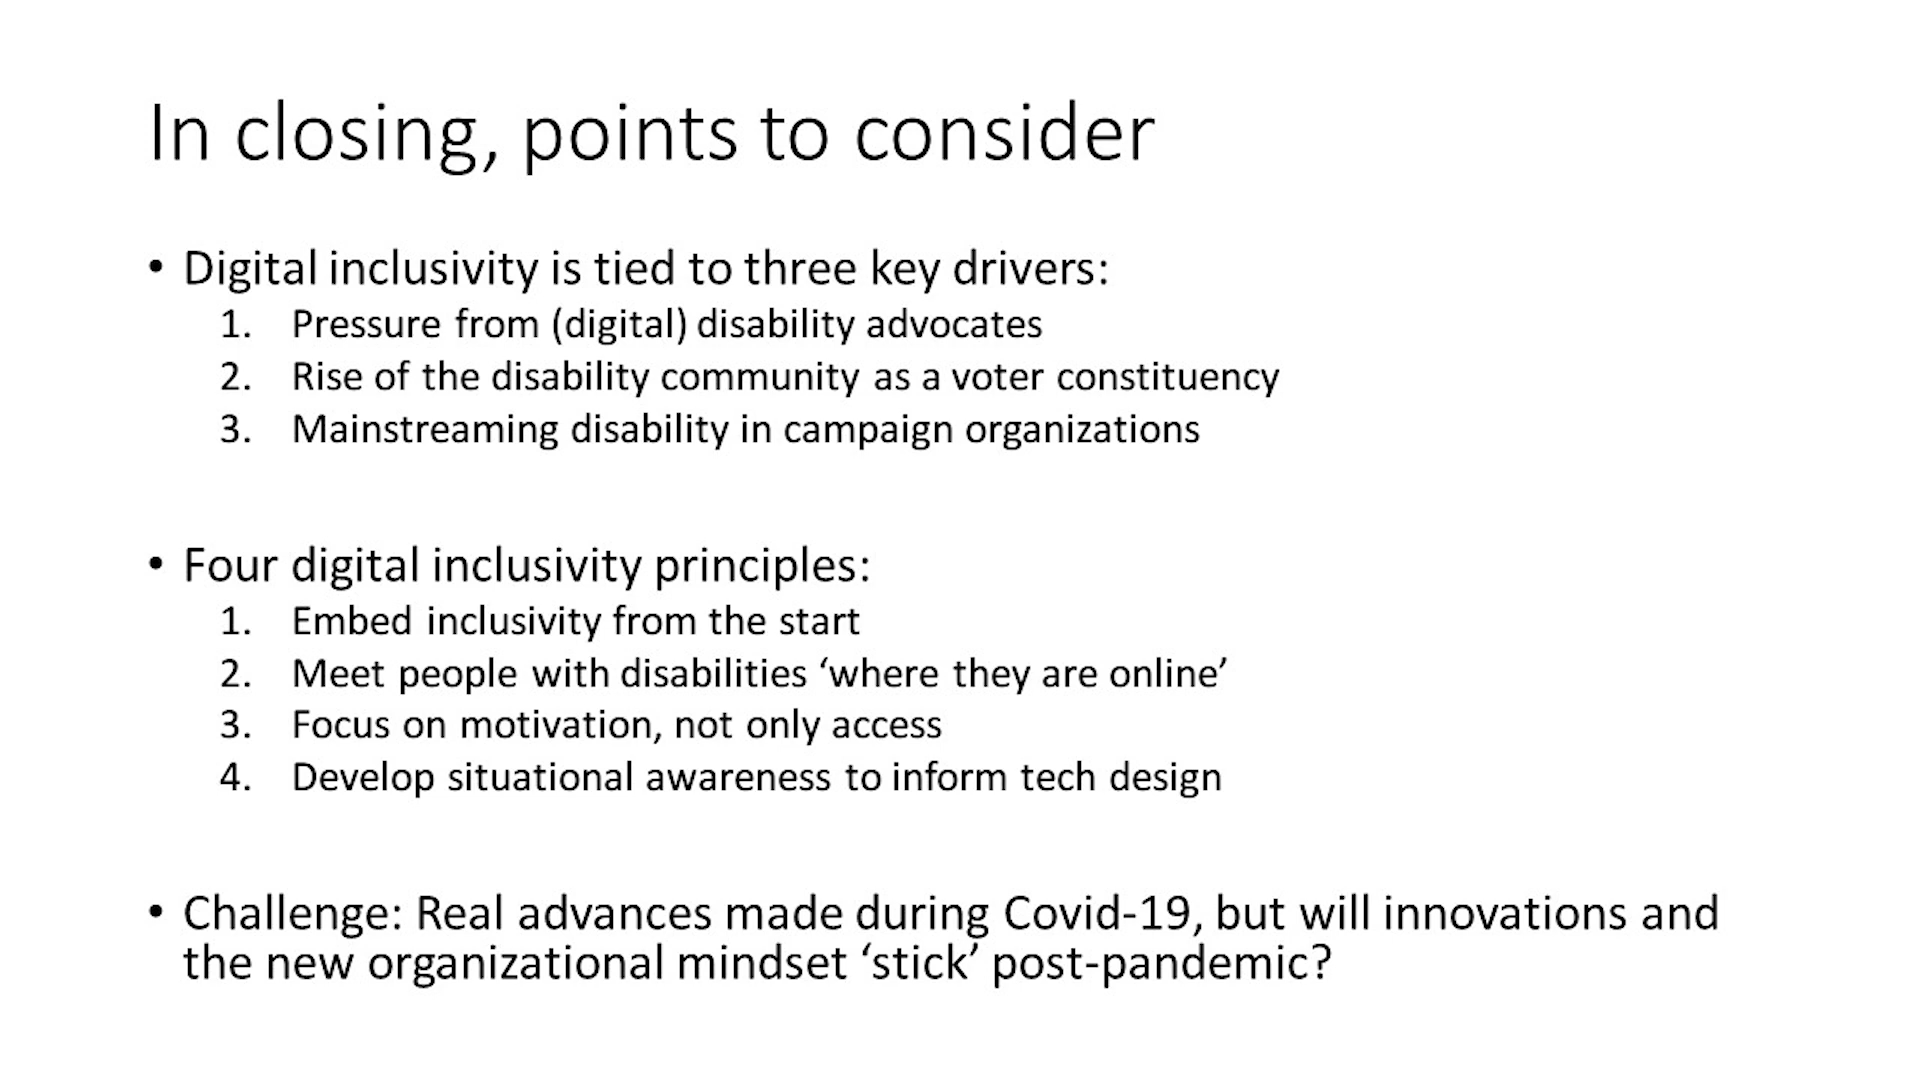 In closing, points to consider
• Digital inclusivity is tied to three key drivers:
1. Pressure from (digital) disability advocates
2. Rise of the disability community as a voter constituency
3. Mainstreaming disability in campaign organizations
• Four digital inclusivity principles:
1. Embed inclusivity from the start
2. Meet people with disabilities ‘where they are online’
3. Focus on motivation, not only access
4. Develop situational awareness to inform tech design
• Challenge: Real advances made during Covid-19, but will innovations and
the new organizational mindset ‘stick’ post-pandemic?